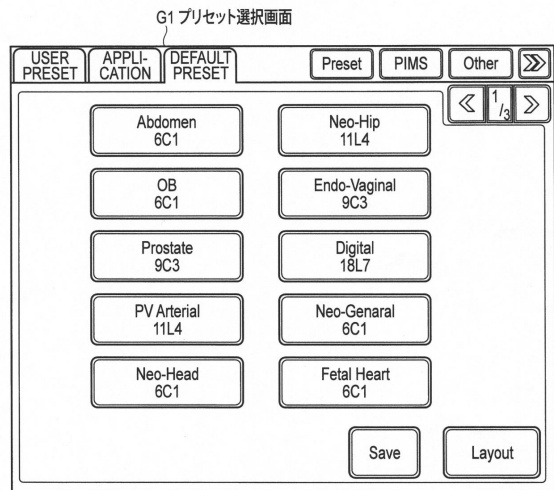 G1 プリセット選択画面
USER
PRESET
APPLI-
CATION
DEFAULT
PRESET
Preset
PIMS
Other
≫
≪
1/3
≫
Abdomen
6C1
Neo-Hip
11L4
OB
6C1
Endo-Vaginal
9C3
Prostate
9C3
Digital
18L7
PV Arterial
11L4
Neo-Genaral
6C1
Neo-Head
6C1
Fetal Heart
6C1
Save
Layout